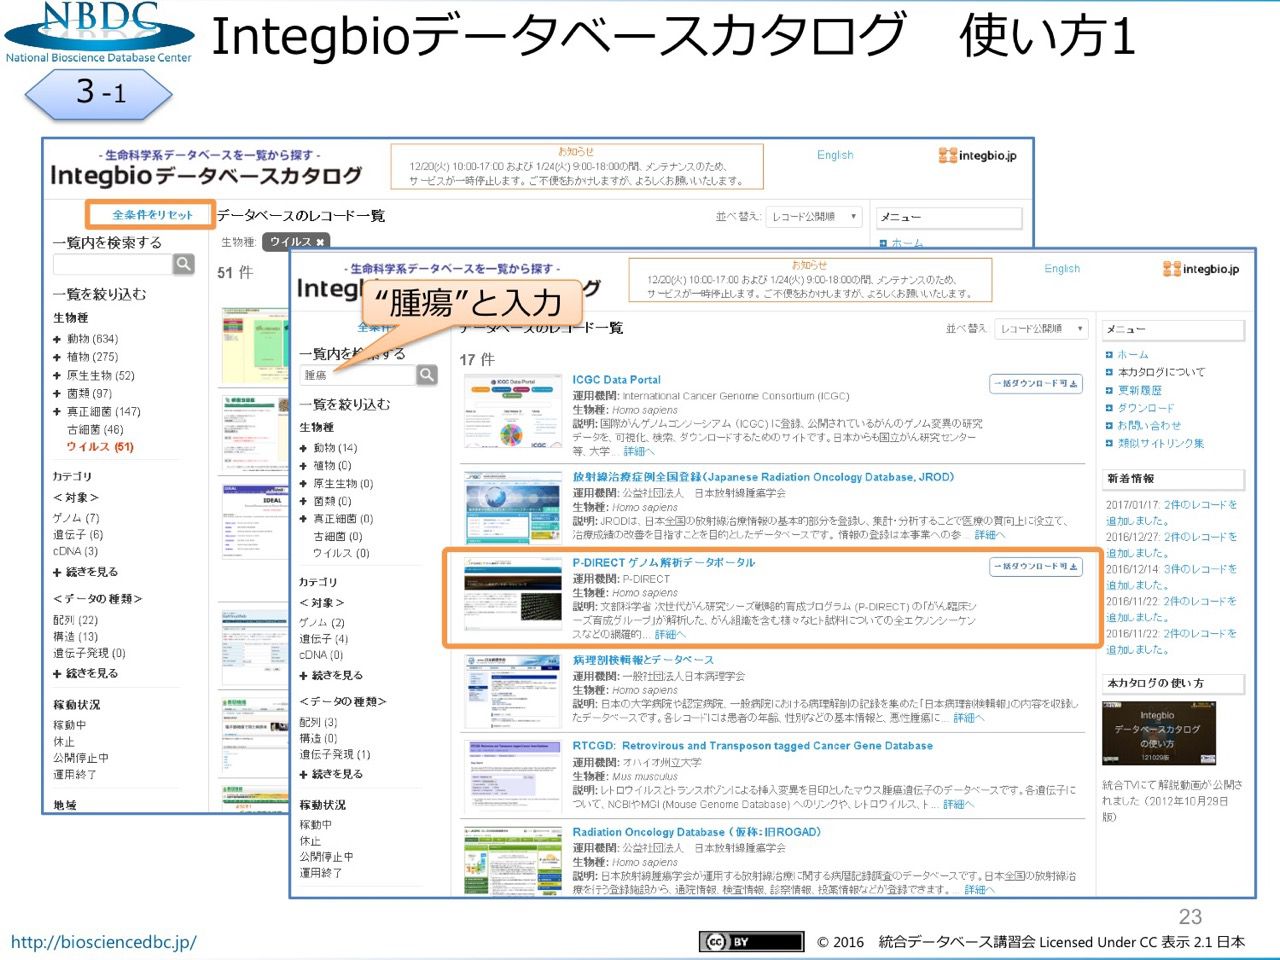 NBDC
National Bioscience Database Center
Integbioデータベースカタログ　使い方1
3 -1
- 生命科学系データベースを一覧から探す -
Integbioデータベースカタログ
お知らせ
12/20(火) 10:00-17:00 および 1/24(火) 9:00-18:00の間、メンテナンスのため、
サービスが一時停止します。ご不便をおかけしますが、よろしくお願いいたします。
English
integbio.jp
全条件をリセット
データベースのレコード一覧
並べ替え: レコード公開順
メニュー
ホーム
一覧内を検索する
生物種: ウイルス ✖
51 件
一覧を絞り込む
生物種
+ 動物 (634)
+ 植物 (275)
+ 原生生物 (52)
+ 菌類 (97)
+ 真正細菌 (147)
古細菌 (46)
ウイルス (51)
カテゴリ
＜対象＞
ゲノム (7)
遺伝子 (6)
cDNA (3)
+ 続きを見る
＜データの種類＞
配列 (22)
構造 (13)
遺伝子発現 (0)
+ 続きを見る
稼動状況
稼動中
休止
公開停止中
運用終了
地域
IDEAL
- 生命科学系データベースを一覧から探す -
Integ
グ
お知らせ
12/20(火) 10:00-17:00 および 1/24(火) 9:00-18:00の間、メンテナンスのため、
サービスが一時停止します。ご不便をおかけしますが、よろしくお願いいたします。
English
integbio.jp
“腫瘍”と入力
全条件
データベースのレコード一覧
並べ替え レコード公開順
一覧内を検索する
腫瘍
17 件
一覧を絞り込む
生物種
+ 動物 (14)
+ 植物 (0)
+ 原生生物 (0)
+ 菌類 (0)
+ 真正細菌 (0)
古細菌 (0)
ウイルス (0)
カテゴリ
＜対象＞
ゲノム (2)
遺伝子 (4)
cDNA (0)
+ 続きを見る
＜データの種類＞
配列 (3)
構造 (0)
遺伝子発現 (1)
+ 続きを見る
稼動状況
稼動中
休止
公開停止中
運用終了
ICGC Data Portal
一括ダウンロード可
運用機関: International Cancer Genome Consortium (ICGC)
生物種: Homo sapiens
説明: 国際がんゲノムコンソーシアム (ICGC) に登録、公開されているがんのゲノム変異の研究
データを、可視化、検索、ダウンロードするためのサイトです。日本からも国立がん研究センター
等、大学... 詳細へ
放射線治療症例全国登録(Japanese Radiation Oncology Database, JROD)
運用機関: 公益社団法人　日本放射線腫瘍学会
生物種: Homo sapiens
説明: JRODは、日本全国の放射線治療情報の基本的部分を登録し、集計・分析することで医療の質向上に役立て、
治療成績の改善を目指すことを目的としたデータベースです。 情報の登録は本事業への参... 詳細へ
P-DIRECT ゲノム解析データポータル
一括ダウンロード可
運用機関: P-DIRECT
生物種: Homo sapiens
説明: 文部科学省 次世代がん研究シーズ戦略的育成プログラム (P-DIRECT) の「がん臨床シ
ーズ育成グループ」が解析した、がん組織を含む様々なヒト試料についての全エクソンシーケン
スなどの網羅的... 詳細へ
病理剖検輯報とデータベース
運用機関: 一般社団法人日本病理学会
生物種: Homo sapiens
説明: 日本の大学病院や認定病院、一般病院における病理解剖の記録を集めた「日本病理剖検輯報」の内容を収録し
たデータベースです。各レコードには患者の年齢、性別などの基本情報と、悪性腫瘍に... 詳細へ
RTCGD: Retrovirous and Transposon tagged Cancer Gene Database
運用機関: オハイオ州立大学
生物種: Mus musculus
説明: レトロウイルスとトランスポゾンによる挿入変異を目印としたマウス腫瘍遺伝子のデータベースです。各遺伝子に
ついて、NCBIやMGI (Mouse Genome Database) へのリンクや、レトロウイルス、ト... 詳細へ
Radiation Oncology Database (仮称：旧ROGAD)
運用機関: 公益社団法人　日本放射線腫瘍学会
生物種: Homo sapiens
説明: 日本放射線腫瘍学会が運用する放射線治療に関する病歴記録調査のデータベースです。日本全国の放射線治
療を行う登録施設から、通院情報、検査情報、診察情報、投薬情報などが登録できます。... 詳細へ
メニュー
ホーム
本カタログについて
更新履歴
ダウンロード
お問い合わせ
類似サイトリンク集
新着情報
2017/01/17: 2件のレコードを
追加しました。
2016/12/27: 2件のレコードを
追加しました。
2016/12/14: 3件のレコードを
追加しました。
2016/11/22: 2件のレコードを
追加しました。
2016/11/22: 2件のレコードを
追加しました。
本カタログの使い方
Integbio
データベースカタログ
の使い方
121029版
統合TVにて解説動画が公開さ
れました (2012年10月29日
版)
23
http://biosciencedbc.jp/
cc BY
© 2016　統合データベース講習会 Licensed Under CC 表示 2.1 日本